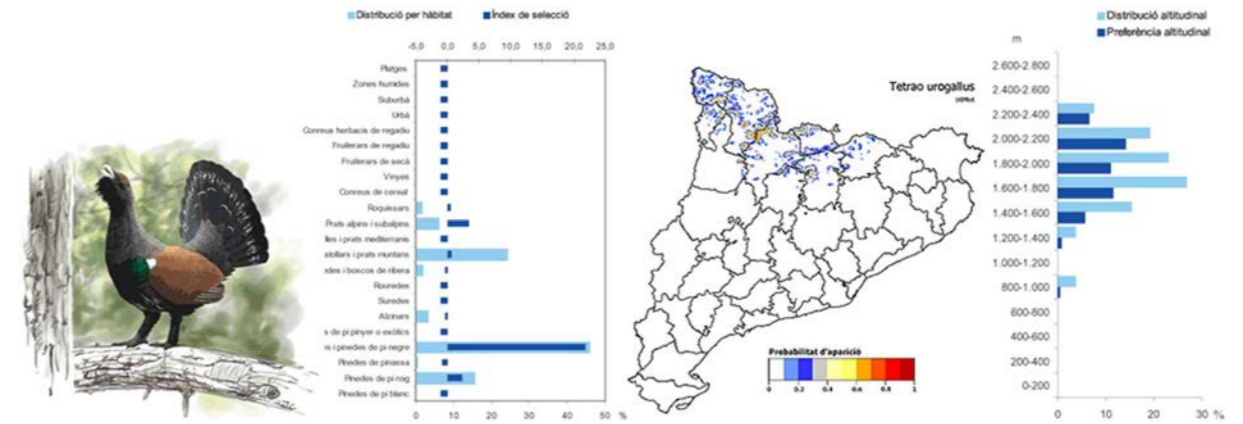 Distribució per hàbitat
Índex de selecció
-5,0 0,0 5,0 10,0 15,0 20,0 25,0
Platges
Zones humides
Suburbà
Urbà
Conreus herbacis de regadiu
Fruiterars de regadiu
Fruiterars de secà
Vinyes
Conreus de cereal
Roquissars
Prats alpins i subalpins
lles i prats mediterranis
stollars i prats muntans
edes i boscos de ribera
Rouredes
Suredes
Alzinars
s de pi pinyer o exòtics
s i pinedes de pi negre
Pinedes de pinassa
Pinedes de pi roig
Pinedes de pi blanc
0 10 20 30 40 50 %
Tetrao urogallus
Probabilitat d'aparició
0 0.2 0.4 0.6 0.8 1
Distribució altitudinal
Preferència altitudinal
m
2.600-2.800
2.400-2.600
2.200-2.400
2.000-2.200
1.800-2.000
1.600-1.800
1.400-1.600
1.200-1.400
1.000-1.200
800-1.000
600-800
400-600
200-400
0-200
0 10 20 30 %